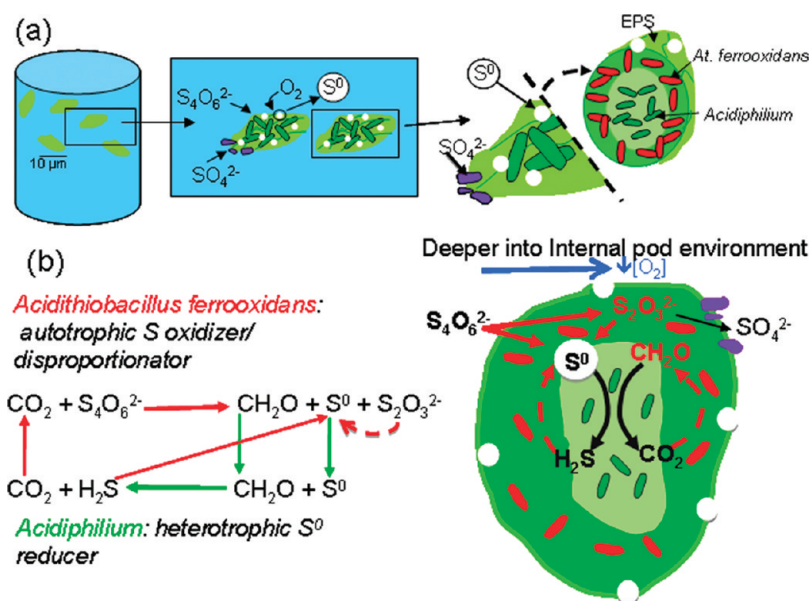 (a)
10 μm
S₄O₆²⁻
O₂
S⁰
SO₄²⁻
S⁰
SO₄²⁻
EPS
At. ferrooxidans
Acidiphilium
(b)
Acidithiobacillus ferrooxidans:
autotrophic S oxidizer/
disproportionator
CO₂ + S₄O₆²⁻ CH₂O + S⁰ + S₂O₃²⁻
CO₂ + H₂S CH₂O + S⁰
Acidiphilium: heterotrophic S⁰
reducer
Deeper into Internal pod environment
[O₂]
S₄O₆²⁻
S₂O₃²⁻
SO₄²⁻
S⁰
CH₂O
H₂S
CO₂